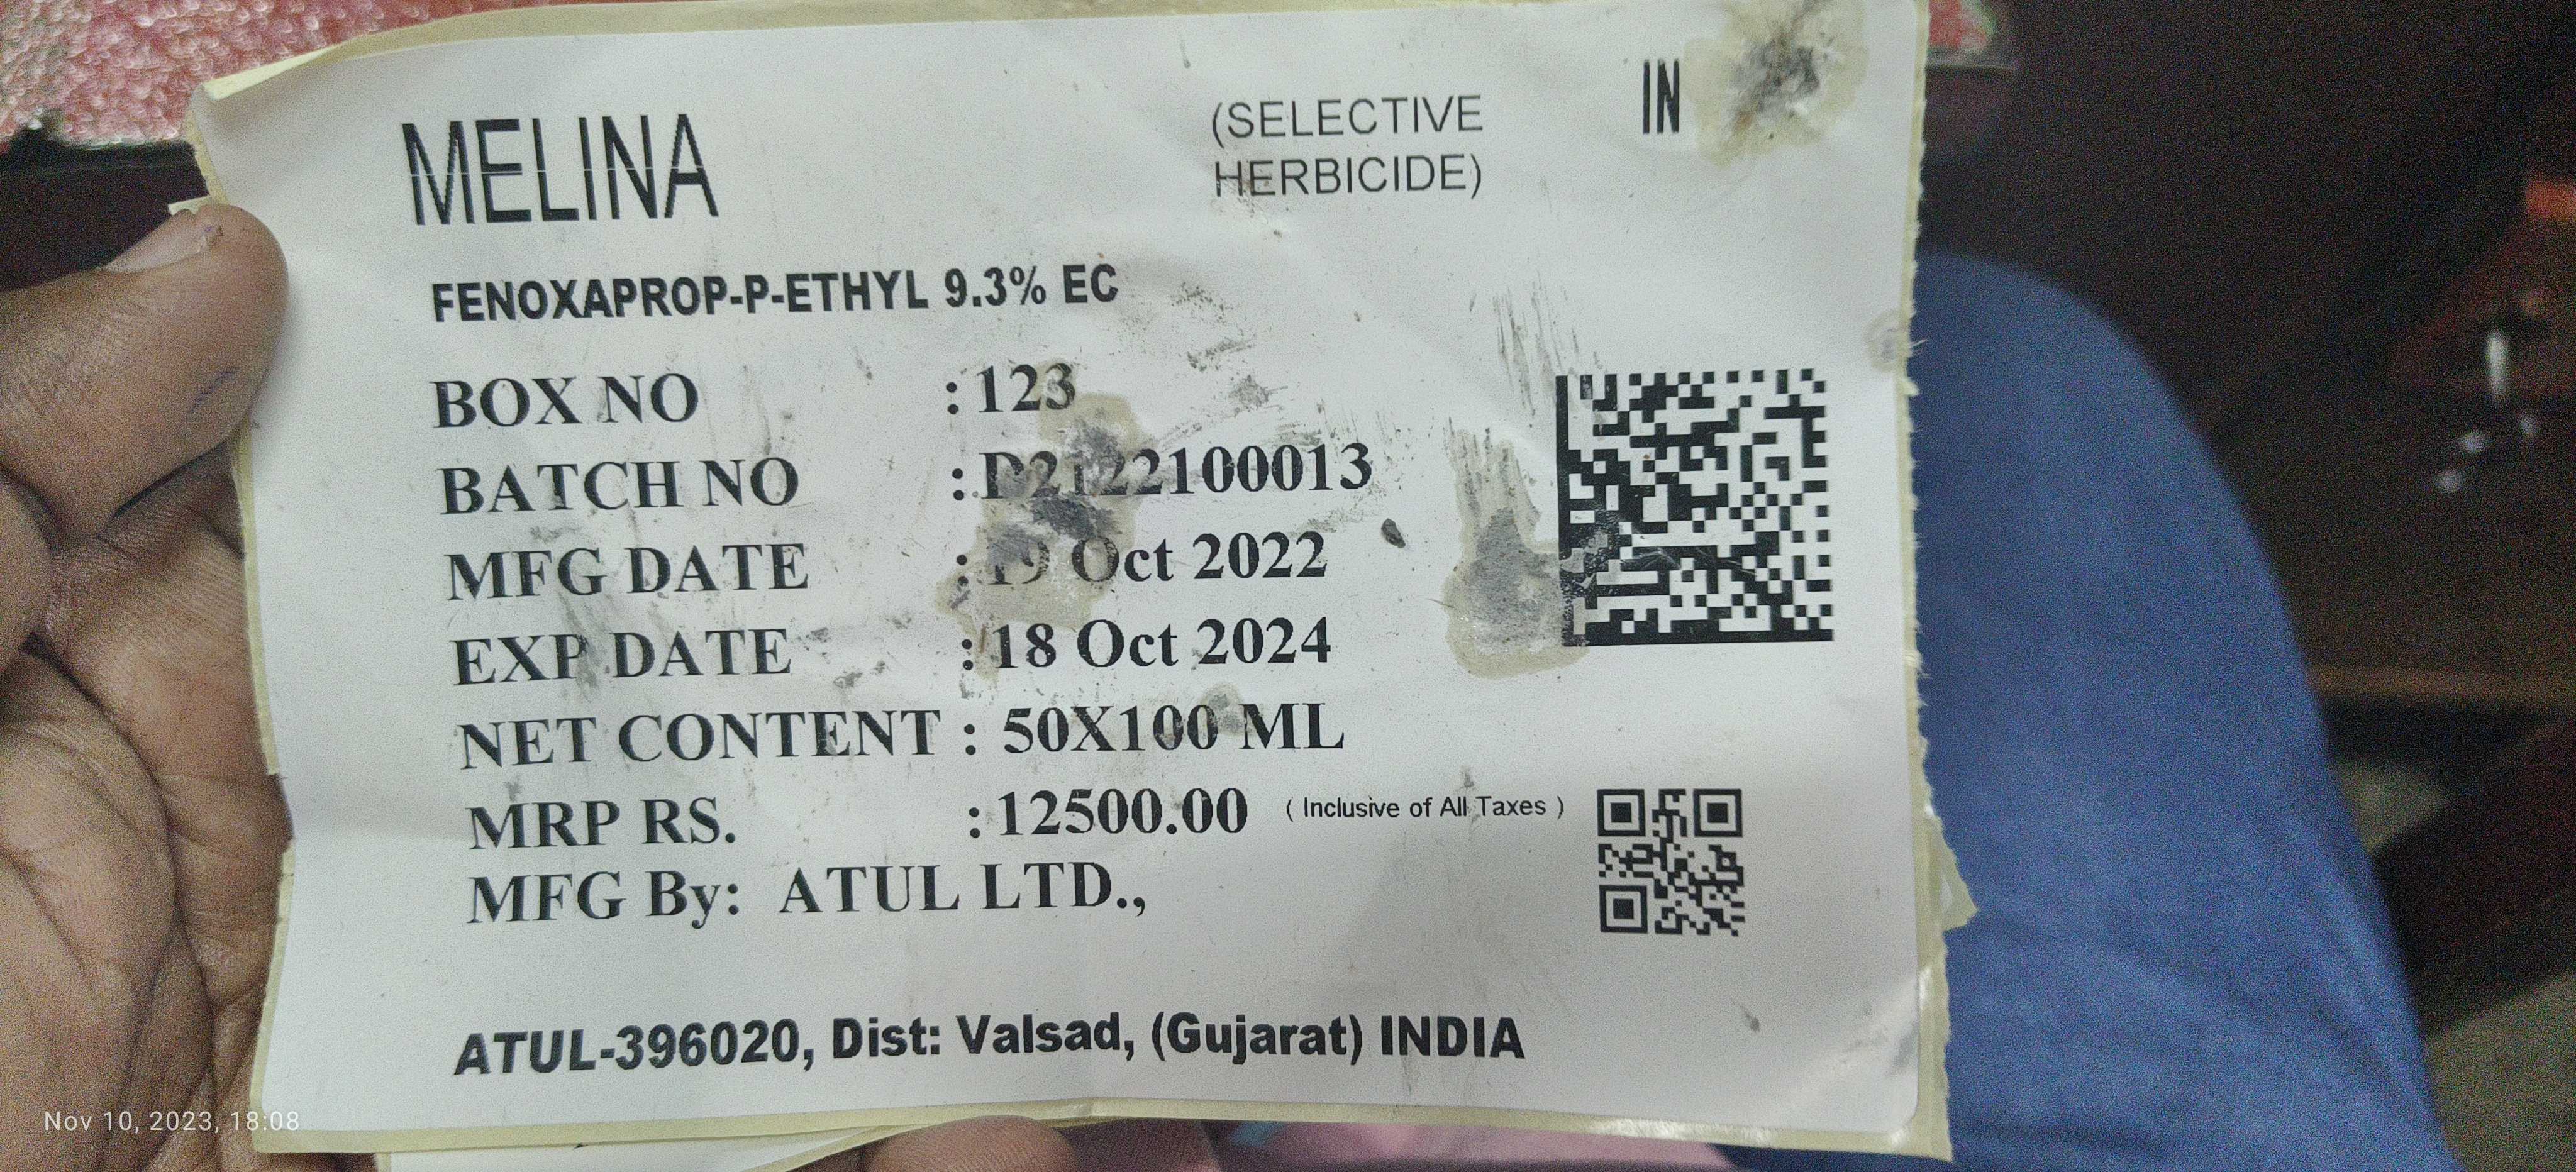 MELINA
(SELECTIVE
HERBICIDE)
IN
FENOXAPROP-P-ETHYL 9.3% EC
BOX NO : 123
BATCH NO :
MFG DATE : 19 Oct 2022
EXP DATE : 18 Oct 2024
NET CONTENT : 50X100 ML
MRP RS. : 12500.00 ( Inclusive of All Taxes )
MFG By: ATUL LTD.,
ATUL-396020, Dist: Valsad, (Gujarat) INDIA
Nov 10, 2023, 18:08